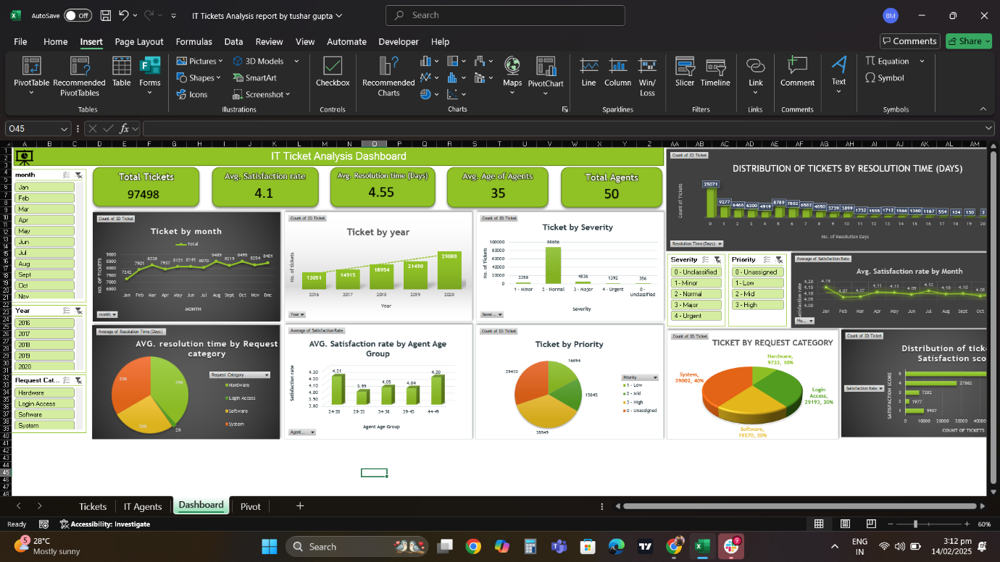 AutoSave Off IT Tickets Analysis report by tushar gupta Search BM
File Home Insert Page Layout Formulas Data Review View Automate Developer Help Comments Share
PivotTable Recommended PivotTables Table Forms
Tables
Pictures 3D Models
Shapes SmartArt
Icons Screenshot
Illustrations
Checkbox
Controls
Recommended Charts
Maps PivotChart
Charts
Line Column Win/ Loss
Sparklines
Slicer Timeline
Filters
Link
Links
Comment
Comments
Text
Equation
Symbol
Symbols
O45 fx
A B C D E F G H I J K L M N O P Q R S T U V W X Y Z AA AB AC AD AE AF AG AH AI AJ AK AL AM
IT Ticket Analysis Dashboard
month
Jan
Feb
Mar
Apr
May
Jun
Jul
Aug
Sept
Oct
Nov
Year
2016
2017
2018
2019
2020
Request Cat...
Hardware
Login Access
Software
System
Total Tickets
97498
Avg. Satisfaction rate
4.1
Avg. Resolution time (Days)
4.55
Avg. Age of Agents
35
Total Agents
50
Count of ID Ticket
Ticket by month
Total
NO. OF TICKETS
9000
8500
8000
7500
7000
6500
7242 7901 8228 7937 8121 8141 8070 8489 8219 8495 8254 8401
Jan Feb Mar Apr May Jun Jul Aug Sept Oct Nov Dec
MONTH
month
Count of ID Ticket
Ticket by year
No. of tickets
13051 14915 18954 21490 29088
2016 2017 2018 2019 2020
Year
Year
Count of ID Ticket
Ticket by Severity
No. of Tickets
100000
80000
60000
40000
20000
0
2258 88656 4836 1392 356
1 - Minor 2 - Normal 3 - Major 4 - Urgent 0 - Unclassified
Severity
Sever...
Count of ID Ticket
DISTRIBUTION OF TICKETS BY RESOLUTION TIME (DAYS)
Count of Tickets
25071 9277 6466 6200 4919 8789 7802 6582 4850 3739 3899 1732 1555 1712 1566 1360 1167 554 124 130 2
0 1 2 3 4 5 6 7 8 9 10 11 12 13 14 15 16 17 18 19 20
No. of Resolution Days
Resolution Time (Days)
Severity
0 - Unclassified
1 - Minor
2 - Normal
3 - Major
4 - Urgent
Priority
0 - Unassigned
1 - Low
2 - Mid
3 - High
Average of Satisfaction Rate
Avg. Satisfaction rate by Month
Satisfaction rate
4.20
4.15
4.10
4.05
4.00
4.15 4.07 4.07 4.11 4.11 4.09 4.12 4.10 4.10 4.08
Jan Feb Mar Apr May Jun Jul Aug Sept Oct
Mo...
Average of Resolution Time (Days)
AVG. resolution time by Request category
33% 39% 26% 2%
Request Category
Hardware
Login Access
Software
System
Average of Satisfaction Rate
AVG. Satisfaction rate by Agent Age Group
Satisfaction rate
4.30
4.20
4.10
4.00
3.90
3.80
4.21 3.99 4.05 4.04 4.20
24-28 29-33 34-38 39-43 44-49
Agent Age Group
Agent...
Count of ID Ticket
Ticket by Priority
29410 16694 15845 35549
Priority
1 - Low
2 - Mid
3 - High
0 - Unassigned
Count of ID Ticket
TICKET BY REQUEST CATEGORY
Hardware, 9733, 10%
System, 39002, 40%
Login Access, 29193, 30%
Software, 19570, 20%
Count of ID Ticket
Distribution of ticke
Satisfaction sco
Satisfaction Rate
SATISFACTION SCORE
5
4 27562
3 7262
2 1977
1 9907
0 10000 20000 30000 40000
COUNT OF TICKETS
Tickets IT Agents Dashboard Pivot
Ready Accessibility: Investigate 60%
5 28°C
Mostly sunny
Search
9
ENG
IN
3:12 pm
14/02/2025